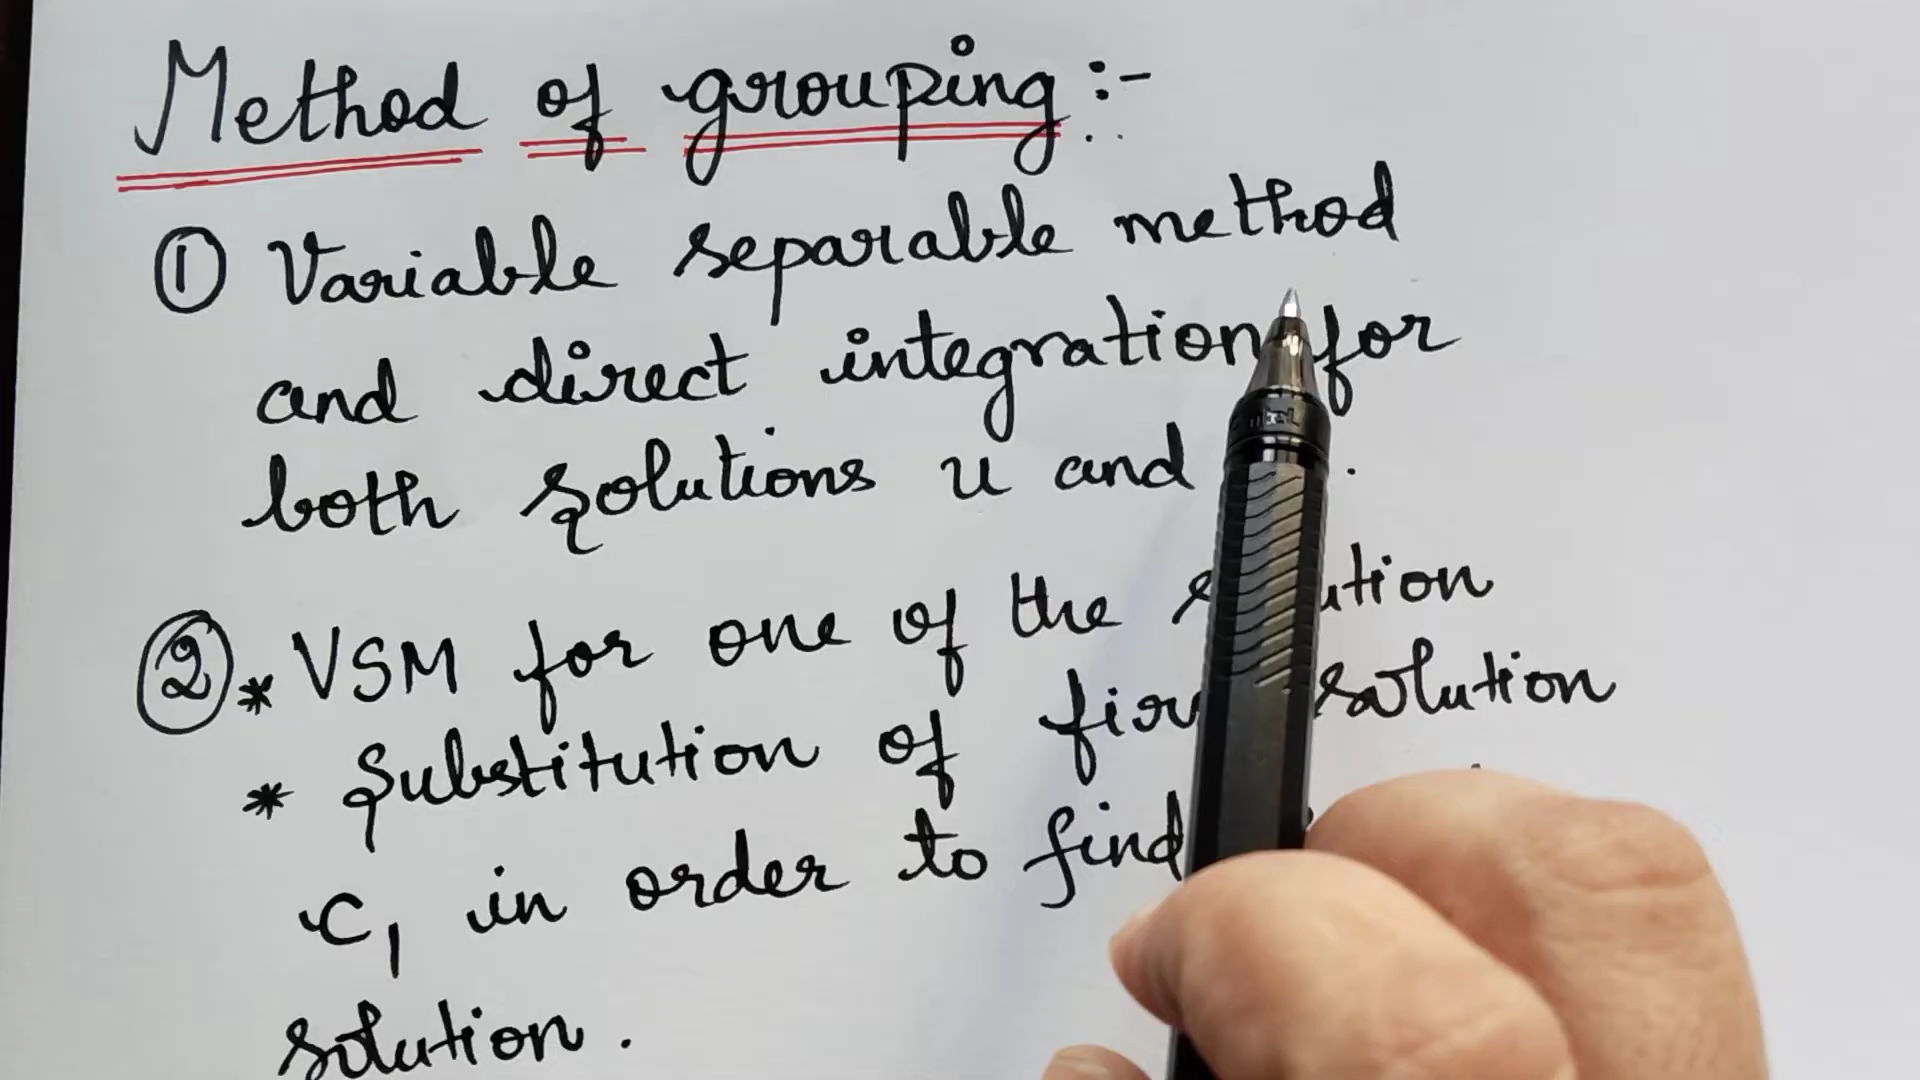 Method of grouping :-
① Variable separable method
and direct integration for
both solutions u and
② * VSM for one of the
* Substitution of solution
C₁ in order to find
solution.